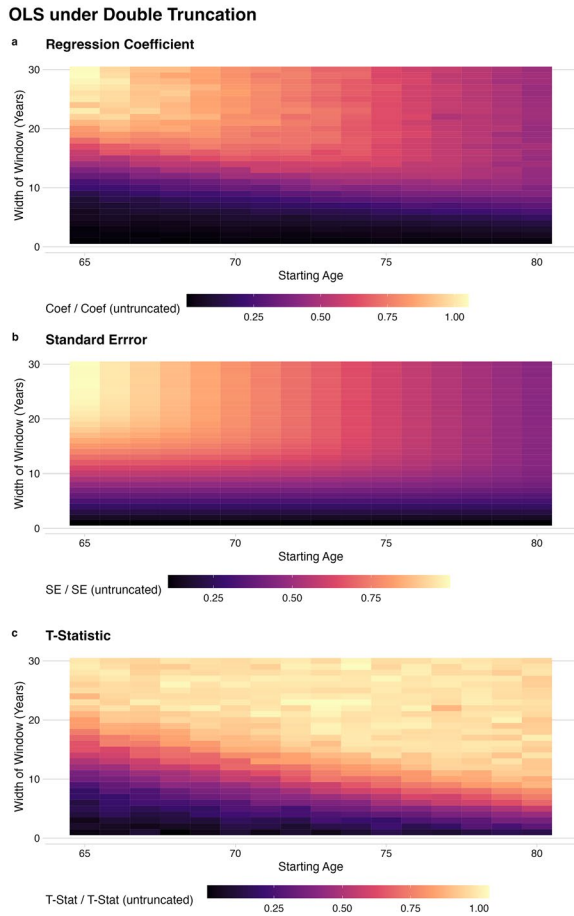 OLS under Double Truncation
a Regression Coefficient
30
20
10
0
Width of Window (Years)
65 70 75 80
Starting Age
Coef / Coef (untruncated)
0.25 0.50 0.75 1.00
b Standard Errror
30
20
10
0
Width of Window (Years)
65 70 75 80
Starting Age
SE / SE (untruncated)
0.25 0.50 0.75
c T-Statistic
30
20
10
0
Width of Window (Years)
65 70 75 80
Starting Age
T-Stat / T-Stat (untruncated)
0.25 0.50 0.75 1.00